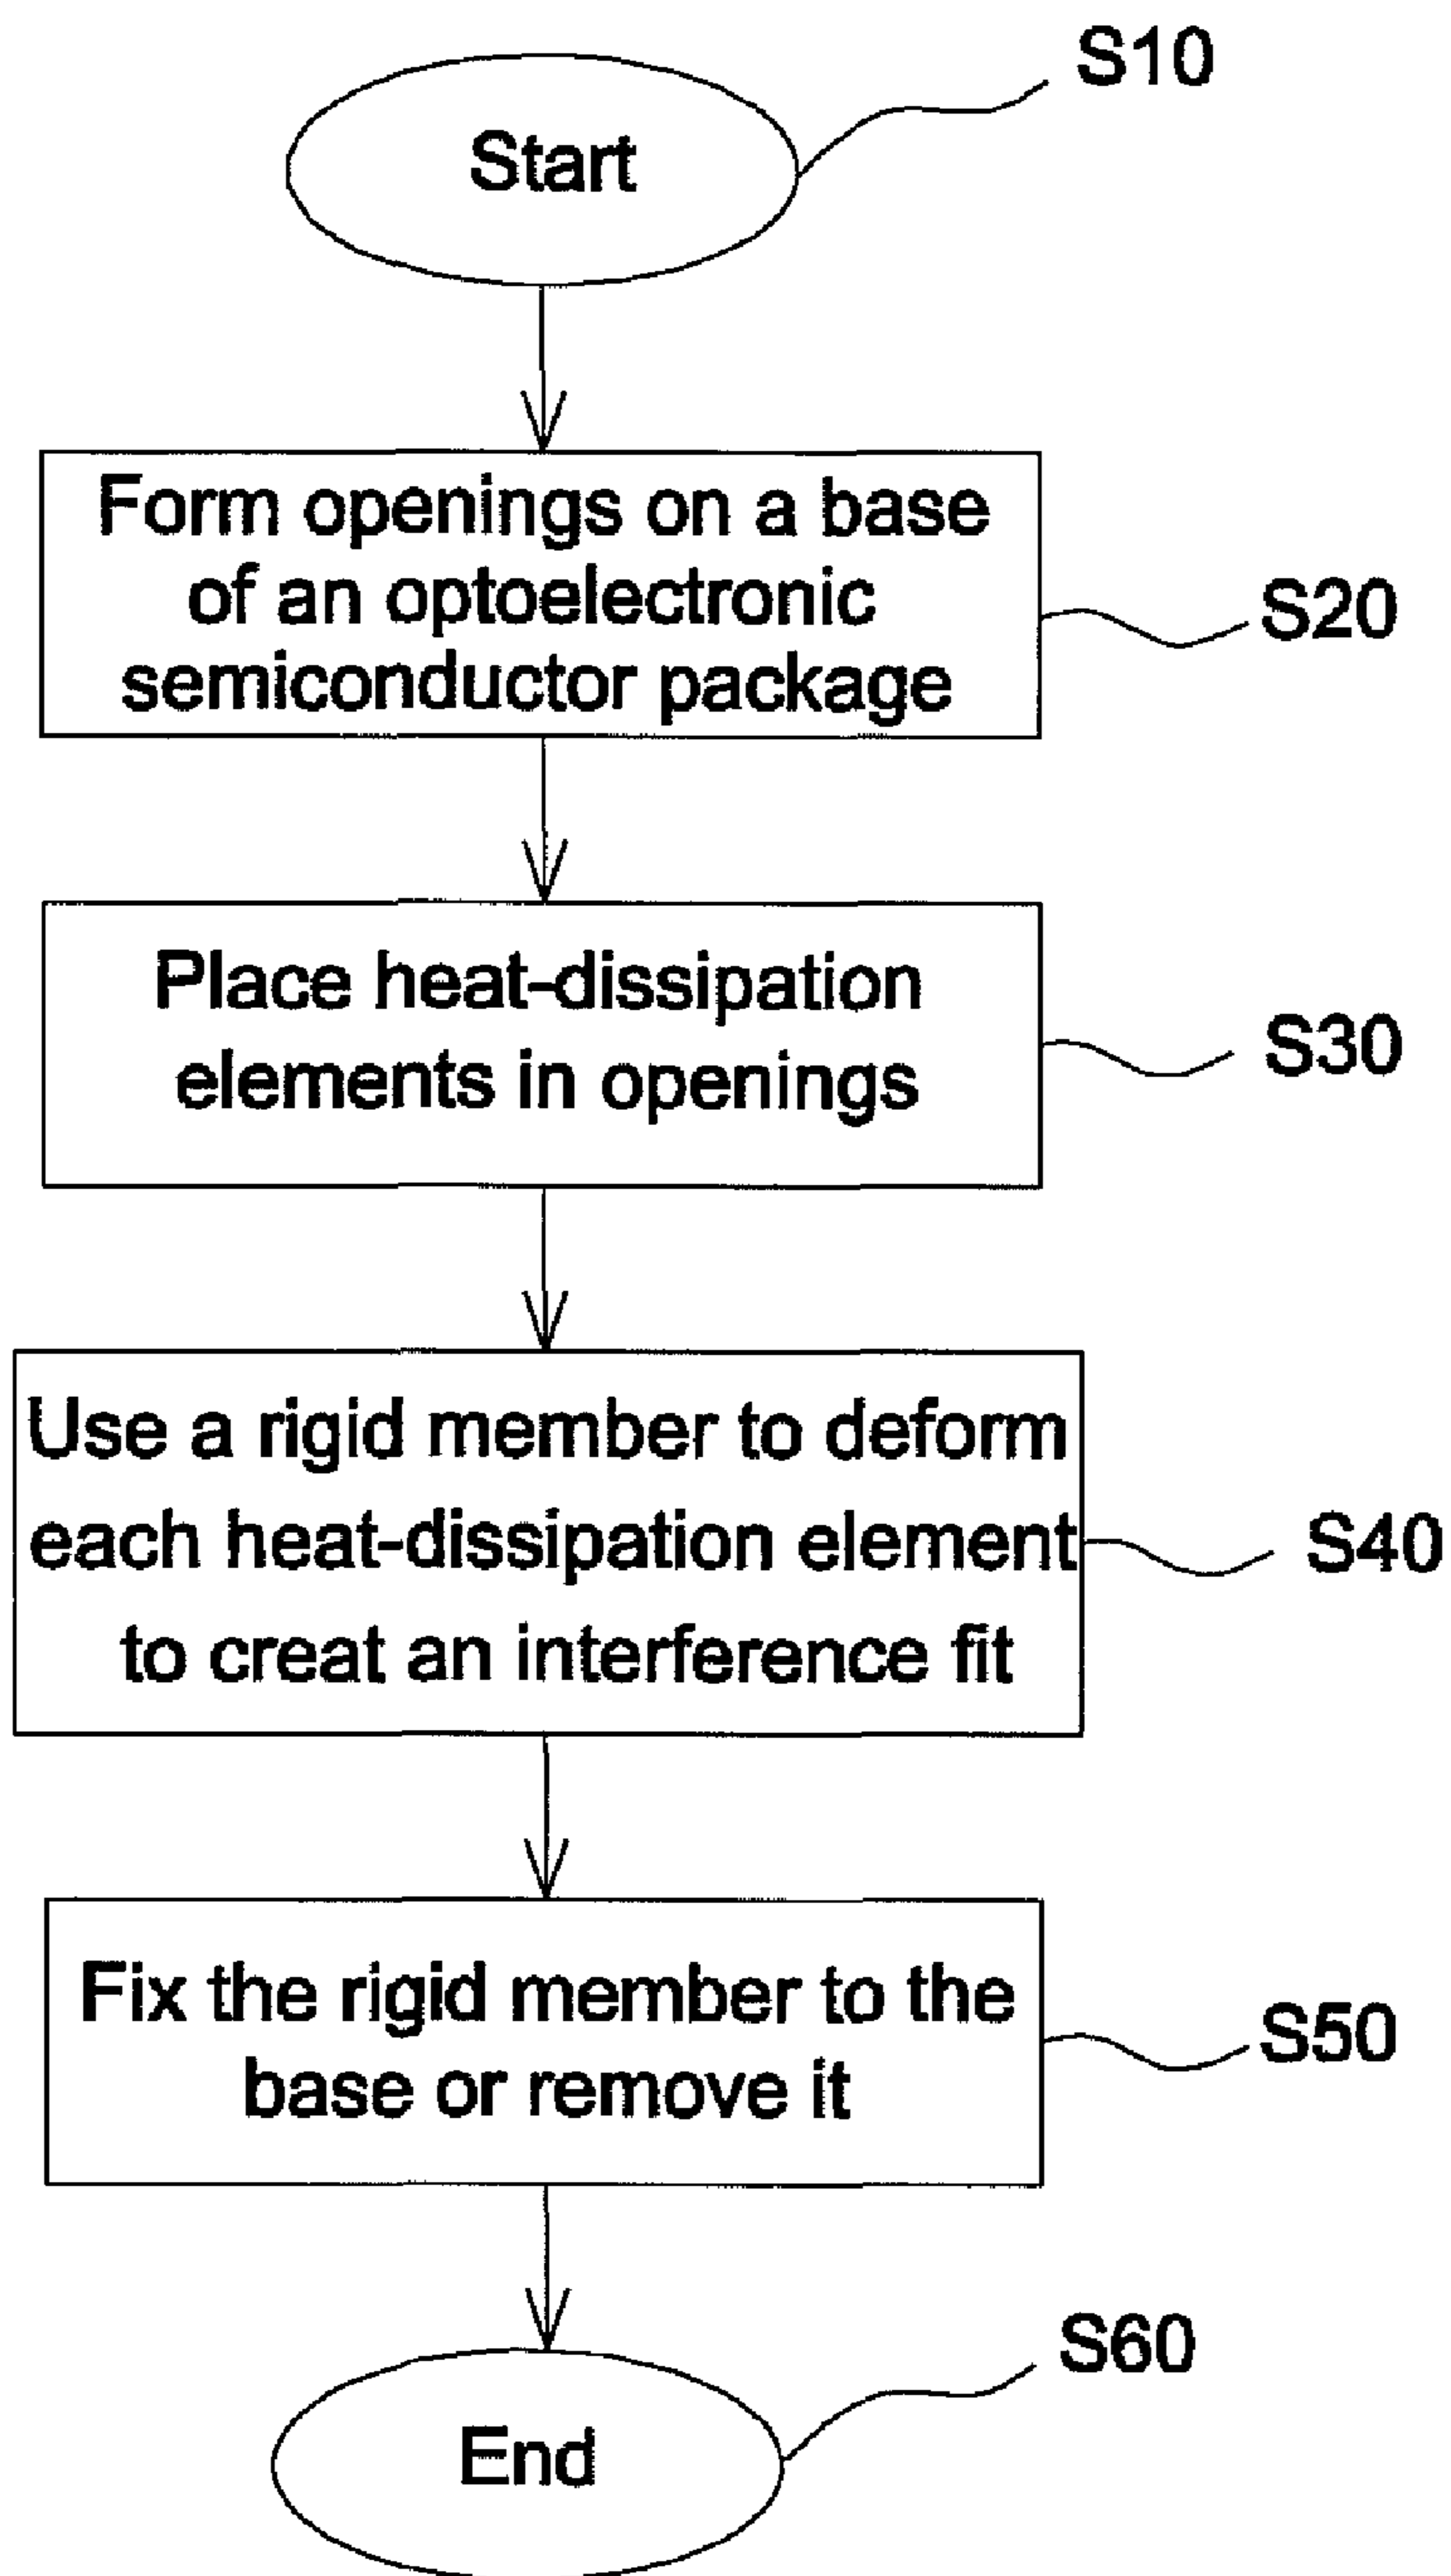 S10
Start
Form openings on a base
of an optoelectronic
semiconductor package
S20
Place heat-dissipation
elements in openings
S30
Use a rigid member to deform
each heat-dissipation element
to creat an interference fit
S40
Fix the rigid member to the
base or remove it
S50
S60
End